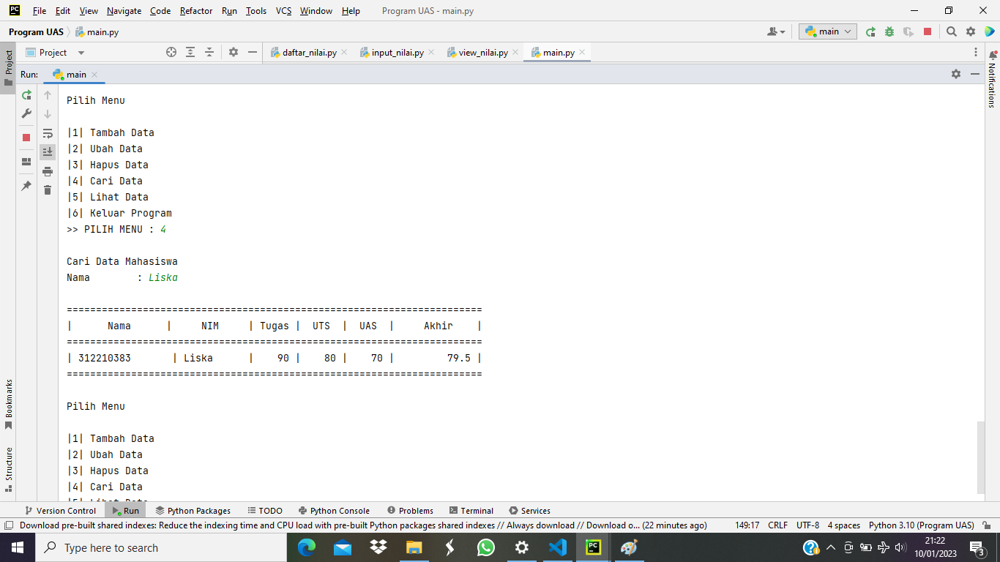 File Edit View Navigate Code Refactor Run Tools VCS Window Help Program UAS - main.py
Program UAS main.py main
Project daftar_nilai.py input_nilai.py view_nilai.py main.py
Project
Notifications
Run: main
Pilih Menu
|1| Tambah Data
|2| Ubah Data
|3| Hapus Data
|4| Cari Data
|5| Lihat Data
|6| Keluar Program
>> PILIH MENU : 4
Cari Data Mahasiswa
Nama : Liska
=======================================================================
| Nama | NIM | Tugas | UTS | UAS | Akhir |
=======================================================================
| 312210383 | Liska | 90 | 80 | 70 | 79.5 |
=======================================================================
Pilih Menu
|1| Tambah Data
|2| Ubah Data
|3| Hapus Data
|4| Cari Data
|5| Lihat Data
Bookmarks
Structure
Version Control Run Python Packages TODO Python Console Problems Terminal Services
Download pre-built shared indexes: Reduce the indexing time and CPU load with pre-built Python packages shared indexes // Always download // Download o... (22 minutes ago) 149:17 CRLF UTF-8 4 spaces Python 3.10 (Program UAS)
Type here to search
21:22
10/01/2023
3